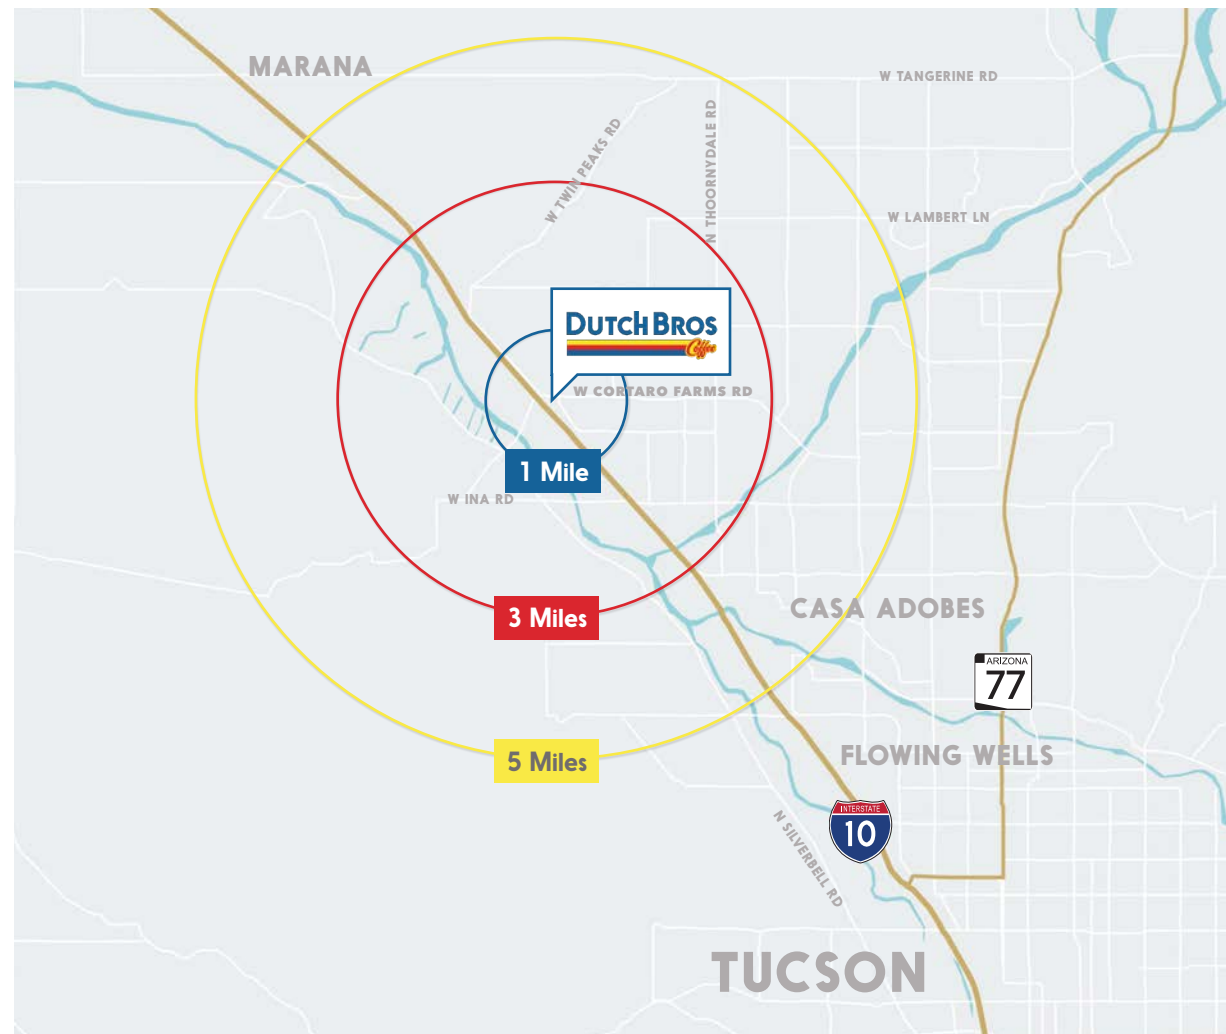 MARANA
W TANGERINE RD
W TWIN PEAKS RD
N THOORNYDALE RD
W LAMBERT LN
DUTCH BROS
Coffee
W CORTARO FARMS RD
1 Mile
W INA RD
3 Miles
CASA ADOBES
ARIZONA
77
5 Miles
FLOWING WELLS
INTERSTATE
10
N SILVERBELL RD
TUCSON